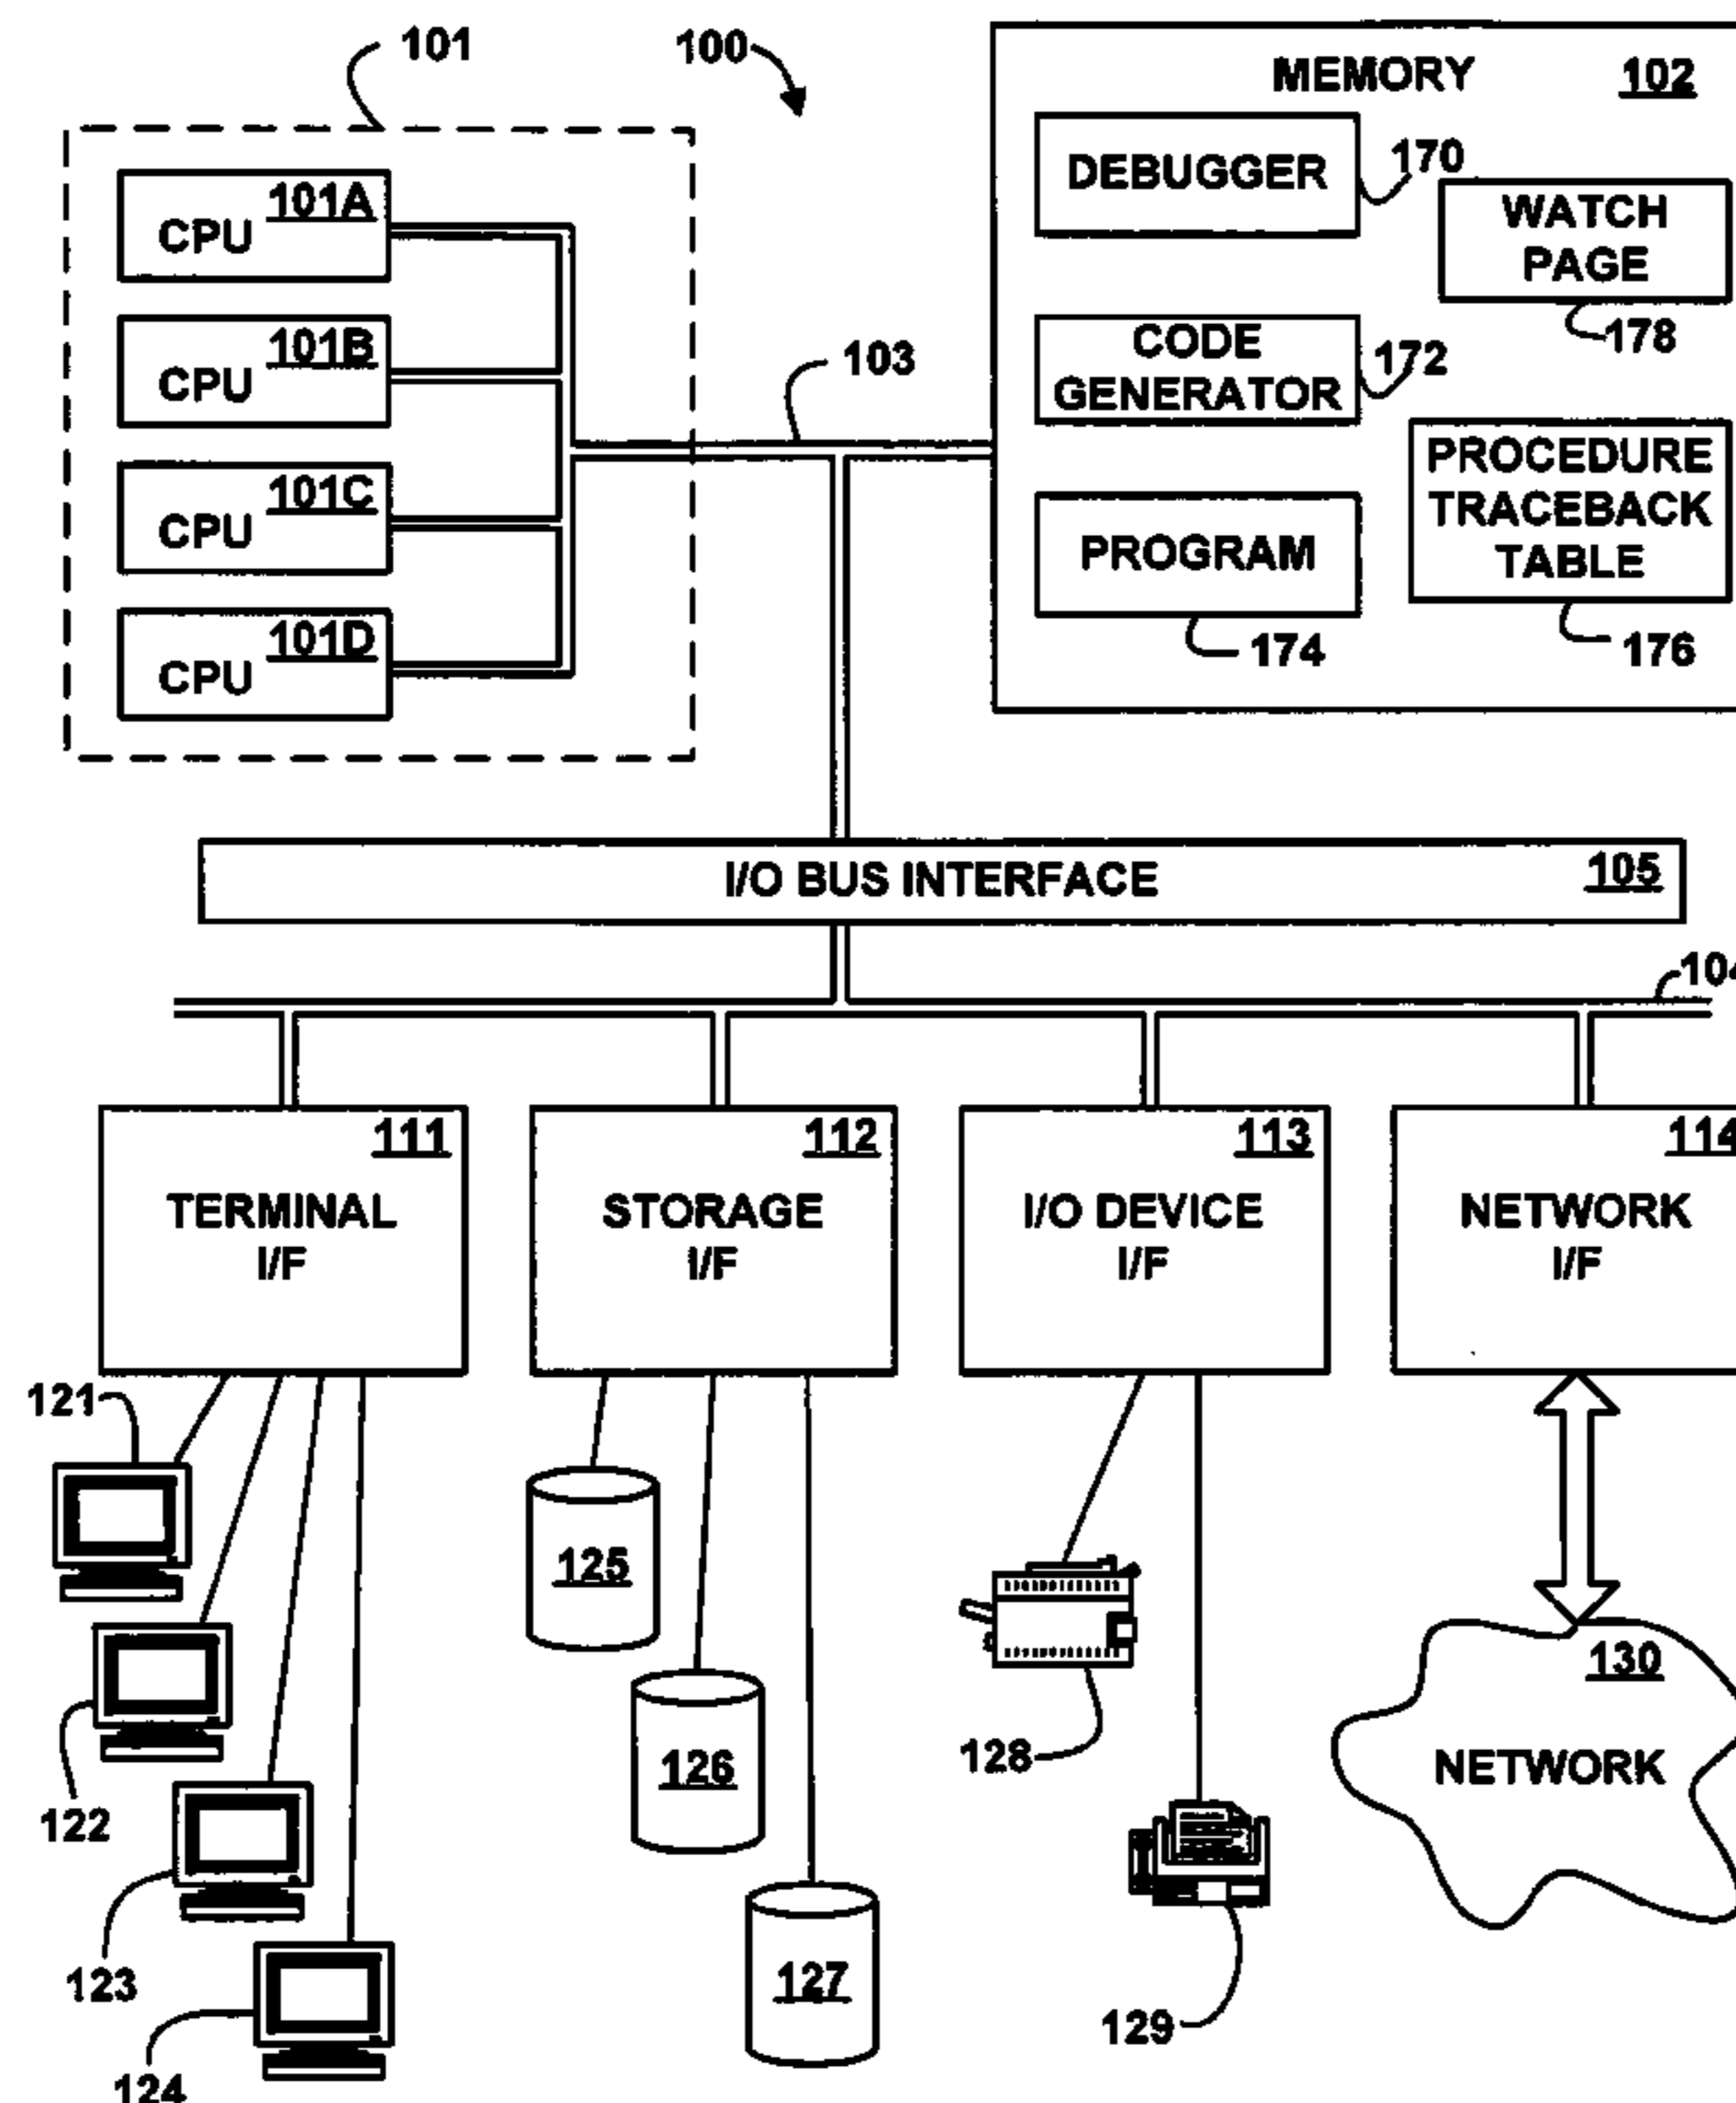 101
100
MEMORY 102
CPU 101A
CPU 101B
CPU 101C
CPU 101D
103
DEBUGGER
170
WATCH
PAGE
178
CODE
GENERATOR
172
PROCEDURE
TRACEBACK
TABLE
176
PROGRAM
174
I/O BUS INTERFACE 105
104
111
TERMINAL
I/F
112
STORAGE
I/F
113
I/O DEVICE
I/F
114
NETWORK
I/F
121
122
123
124
125
126
127
128
129
130
NETWORK